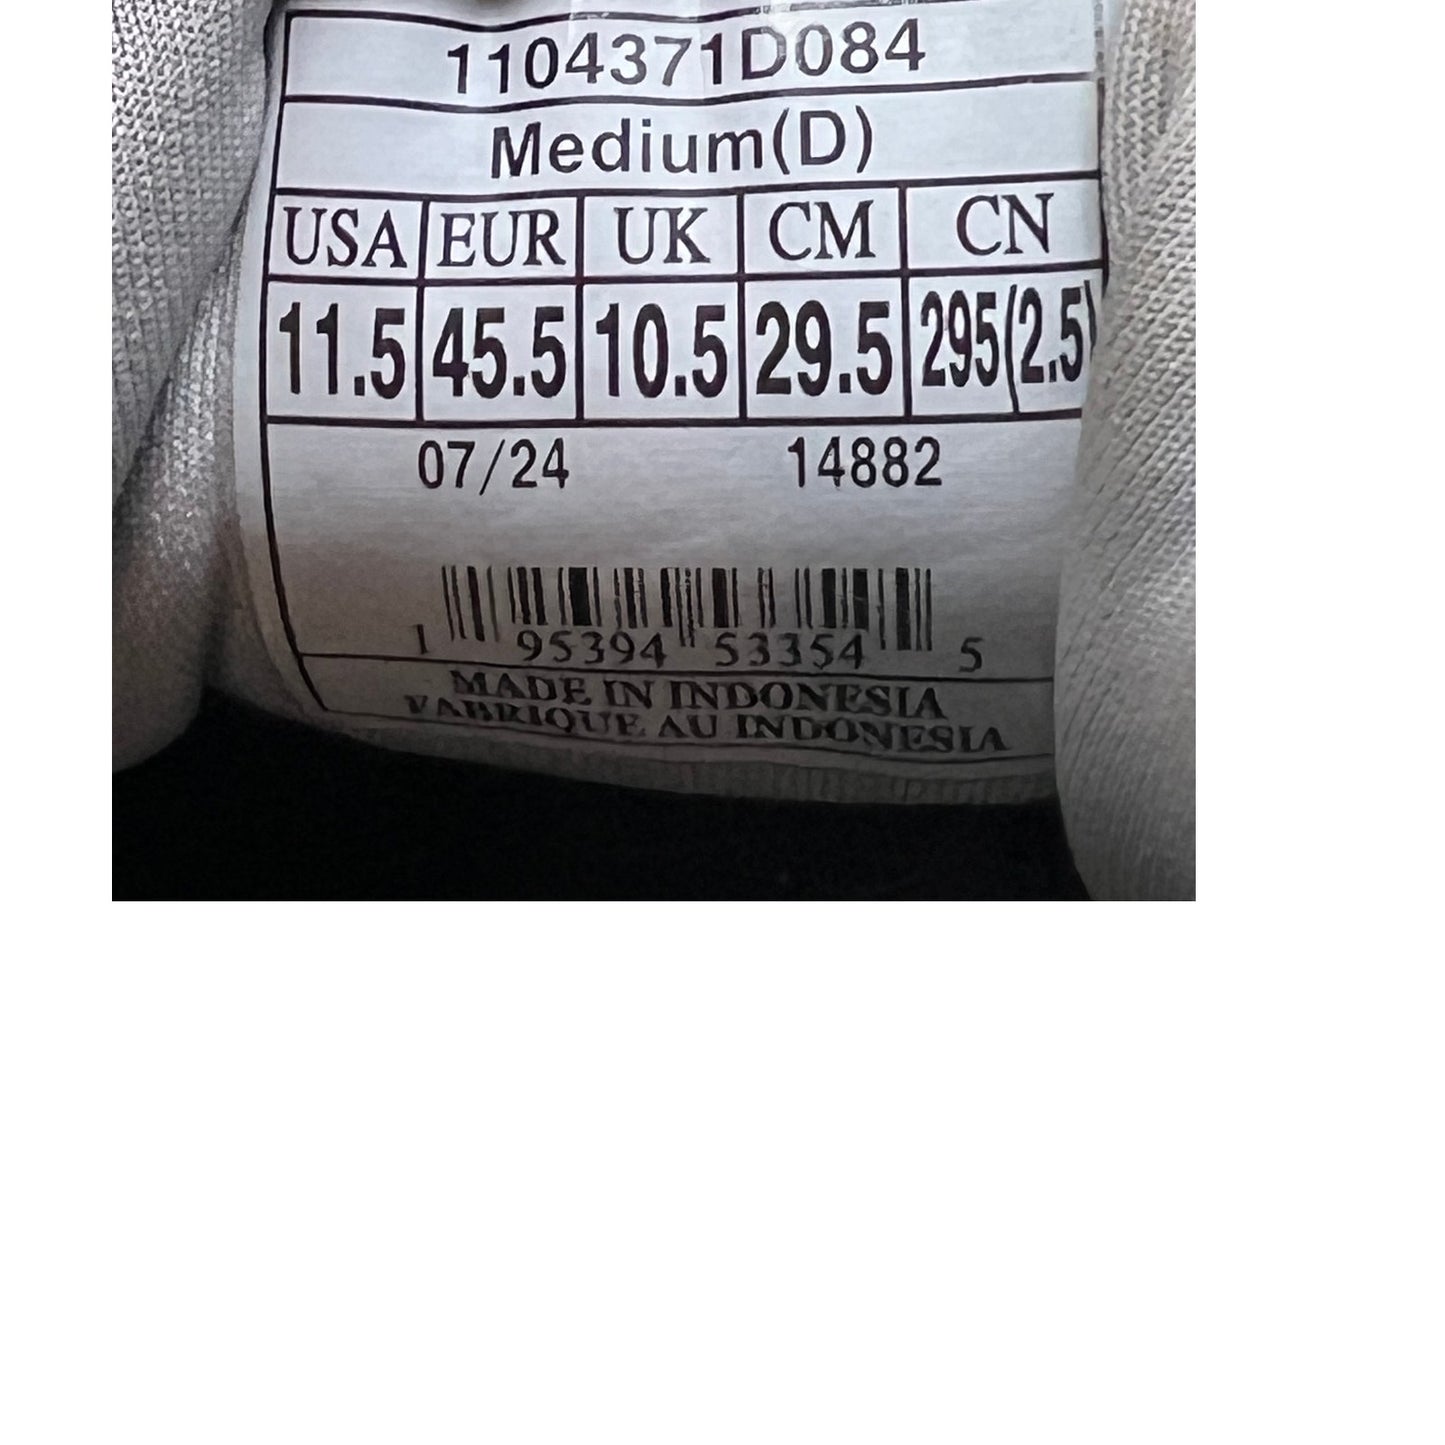 1104371D084
Medium(D)
USA EUR UK CM CN
11.5 45.5 10.5 29.5 295(2.5)
07/24 14882
1 95394 53354 5
MADE IN INDONESIA
FABRIQUE AU INDONESIA